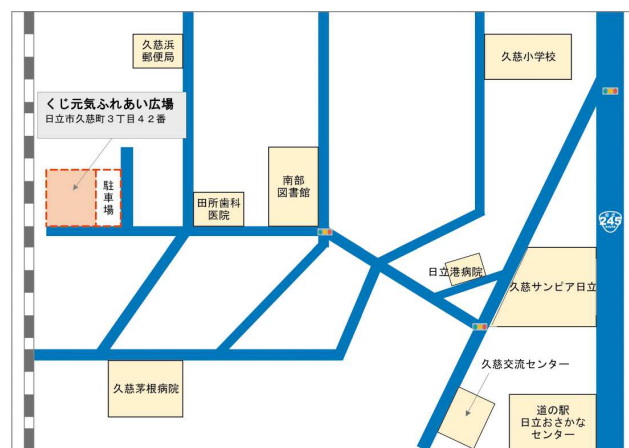 久慈浜
郵便局
久慈小学校
くじ元気ふれあい広場
日立市久慈町3丁目42番
駐車場
田所歯科
医院
南部
図書館
国道
245
日立港病院
久慈サンピア日立
久慈交流センター
久慈茅根病院
道の駅
日立おさかな
センター